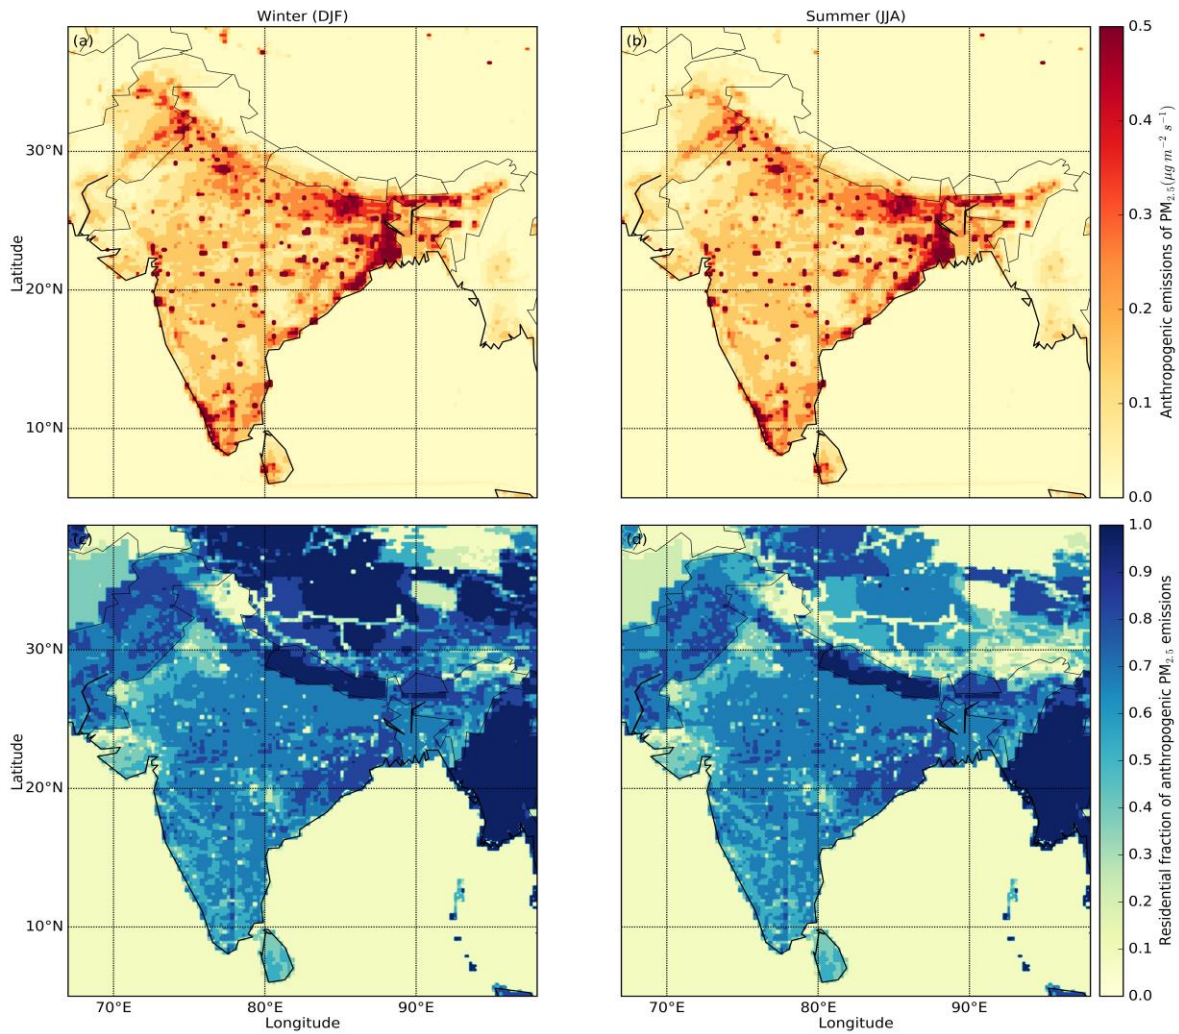 Winter (DJF)
Summer (JJA)
(a)
(b)
30°N
20°N
10°N
Latitude
0.5
0.4
0.3
0.2
0.1
0.0
Anthropogenic emissions of PM2.5(μg m−2 s−1)
(c)
(d)
30°N
20°N
10°N
Latitude
70°E
80°E
90°E
Longitude
70°E
80°E
90°E
Longitude
1.0
0.9
0.8
0.7
0.6
0.5
0.4
0.3
0.2
0.1
0.0
Residential fraction of anthropogenic PM2.5 emissions